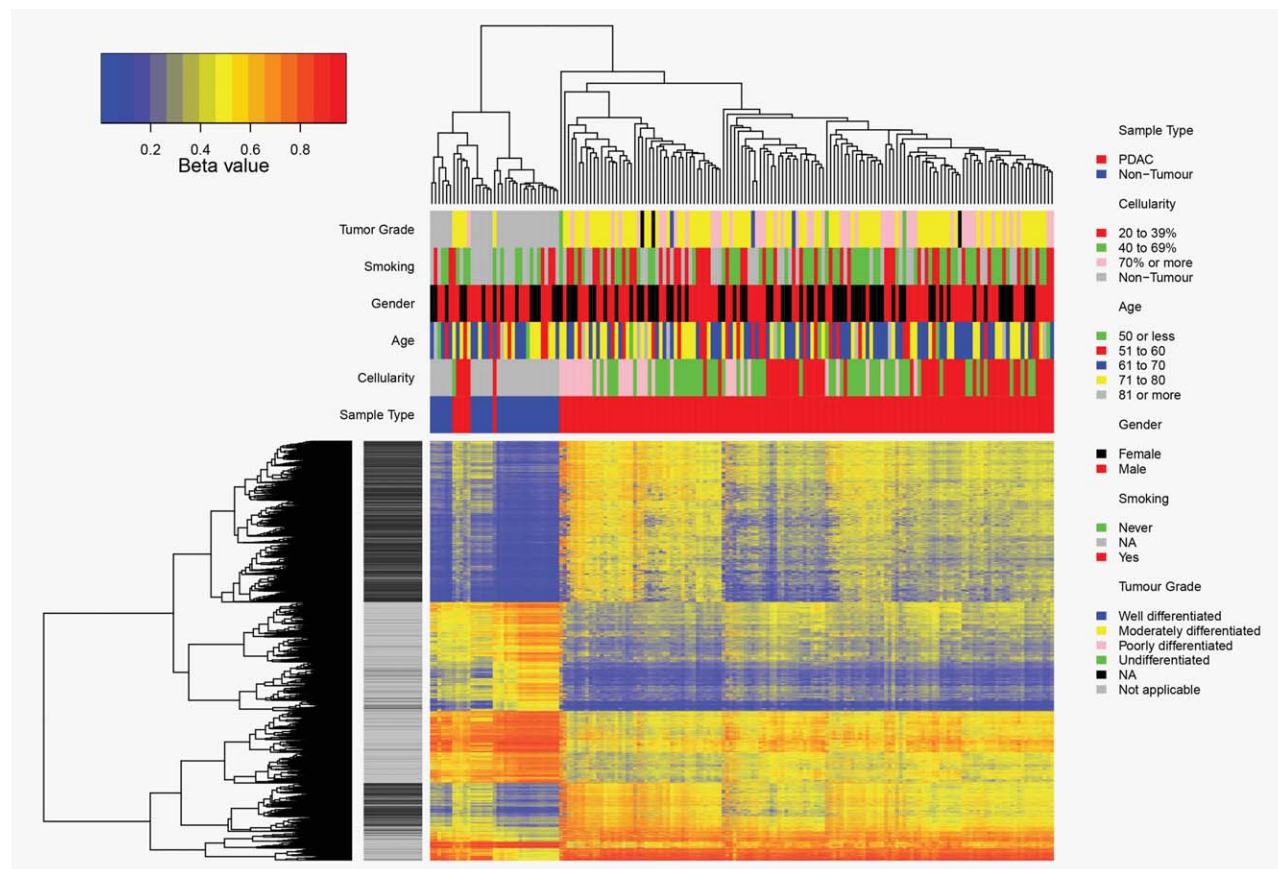 0.2 0.4 0.6 0.8
Beta value
Tumor Grade
Smoking
Gender
Age
Cellularity
Sample Type
Sample Type
PDAC
Non-Tumour
Cellularity
20 to 39%
40 to 69%
70% or more
Non-Tumour
Age
50 or less
51 to 60
61 to 70
71 to 80
81 or more
Gender
Female
Male
Smoking
Never
NA
Yes
Tumour Grade
Well differentiated
Moderately differentiated
Poorly differentiated
Undifferentiated
NA
Not applicable